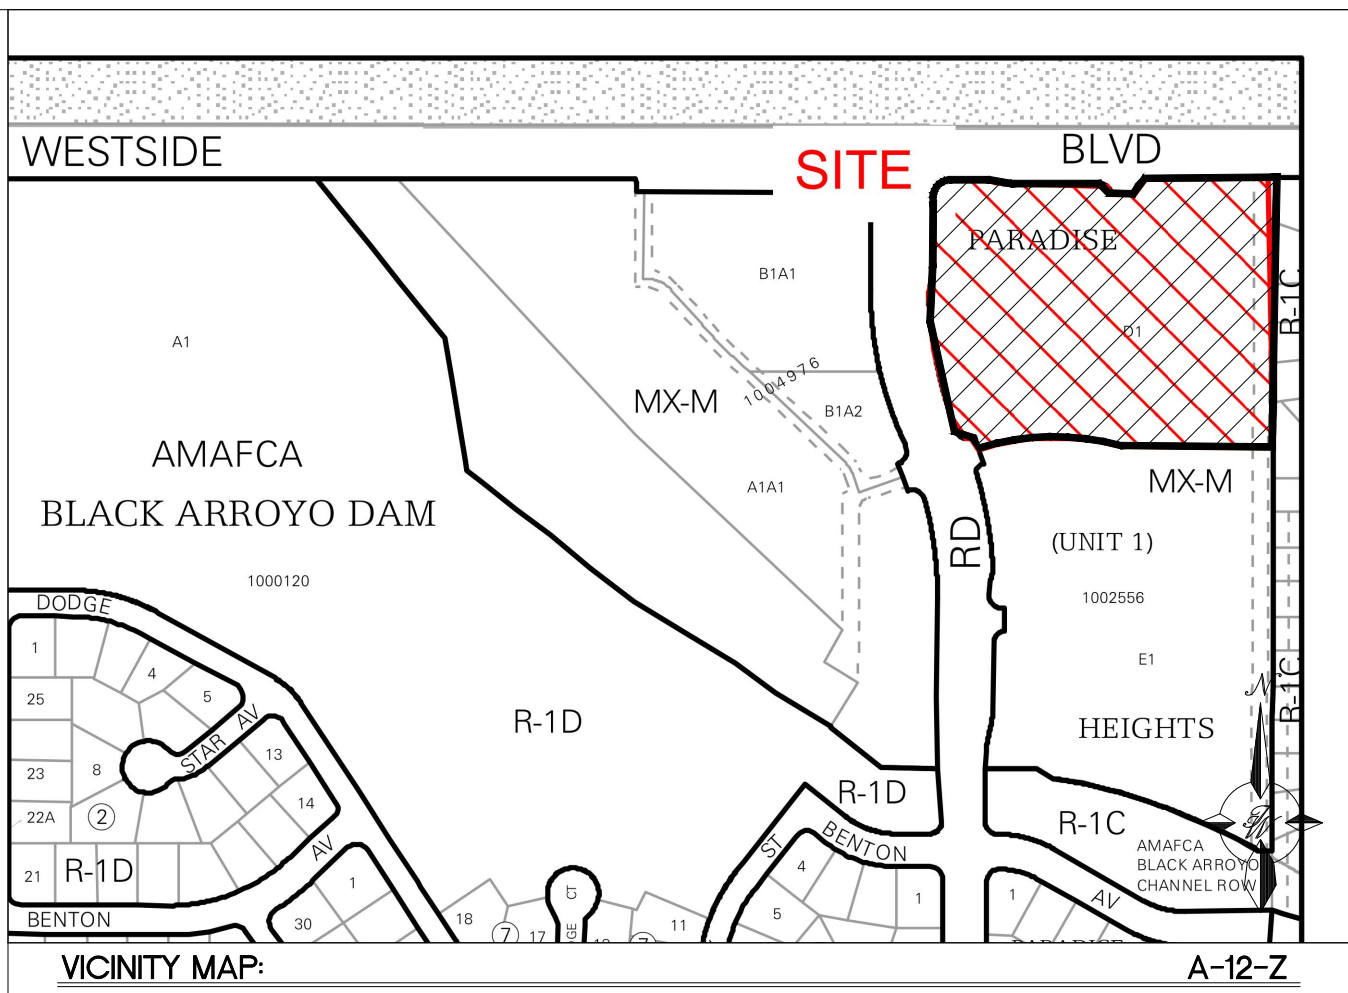 WESTSIDE
BLVD
SITE
PARADISE
B1A1
R-1C
D1
A1
1004976
MX-M
B1A2
AMAFCA
MX-M
A1A1
BLACK ARROYO DAM
RD
(UNIT 1)
1000120
1002556
DODGE
1
4
E1
5
R-1C
N
25
AV
R-1D
HEIGHTS
STAR
13
23
8
R-1D
14
22A
2
R-1C
BENTON
ST
AV
AMAFCA
BLACK ARROYO
CHANNEL ROW
4
21
R-1D
1
CT
1
1
AV
BENTON
30
18
5
11
7
17
PARADISE
VICINITY MAP:
A-12-Z